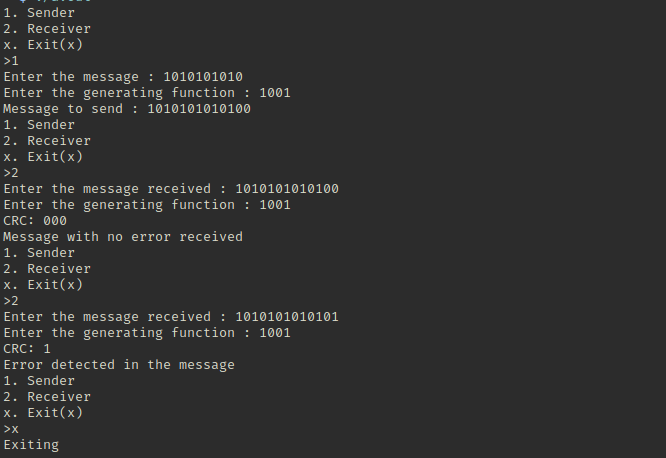 1. Sender
2. Receiver
x. Exit(x)
>1
Enter the message : 1010101010
Enter the generating function : 1001
Message to send : 1010101010100
1. Sender
2. Receiver
x. Exit(x)
>2
Enter the message received : 1010101010100
Enter the generating function : 1001
CRC: 000
Message with no error received
1. Sender
2. Receiver
x. Exit(x)
>2
Enter the message received : 1010101010101
Enter the generating function : 1001
CRC: 1
Error detected in the message
1. Sender
2. Receiver
x. Exit(x)
>x
Exiting